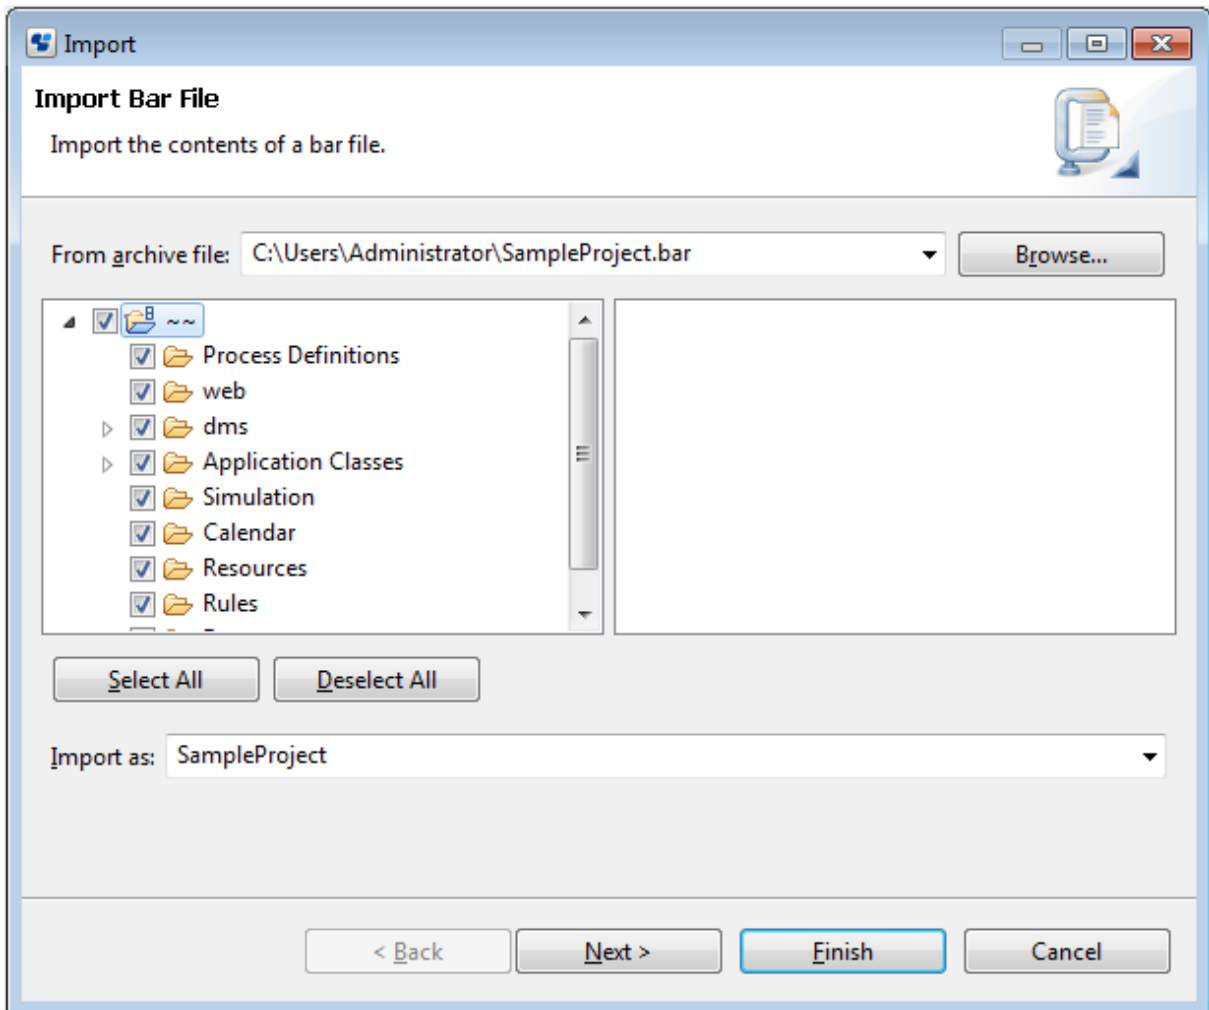 Import
Import Bar File
Import the contents of a bar file.
From archive file: C:\Users\Administrator\SampleProject.bar Browse...
~~
Process Definitions
web
dms
Application Classes
Simulation
Calendar
Resources
Rules
Select All Deselect All
Import as: SampleProject
< Back Next > Finish Cancel